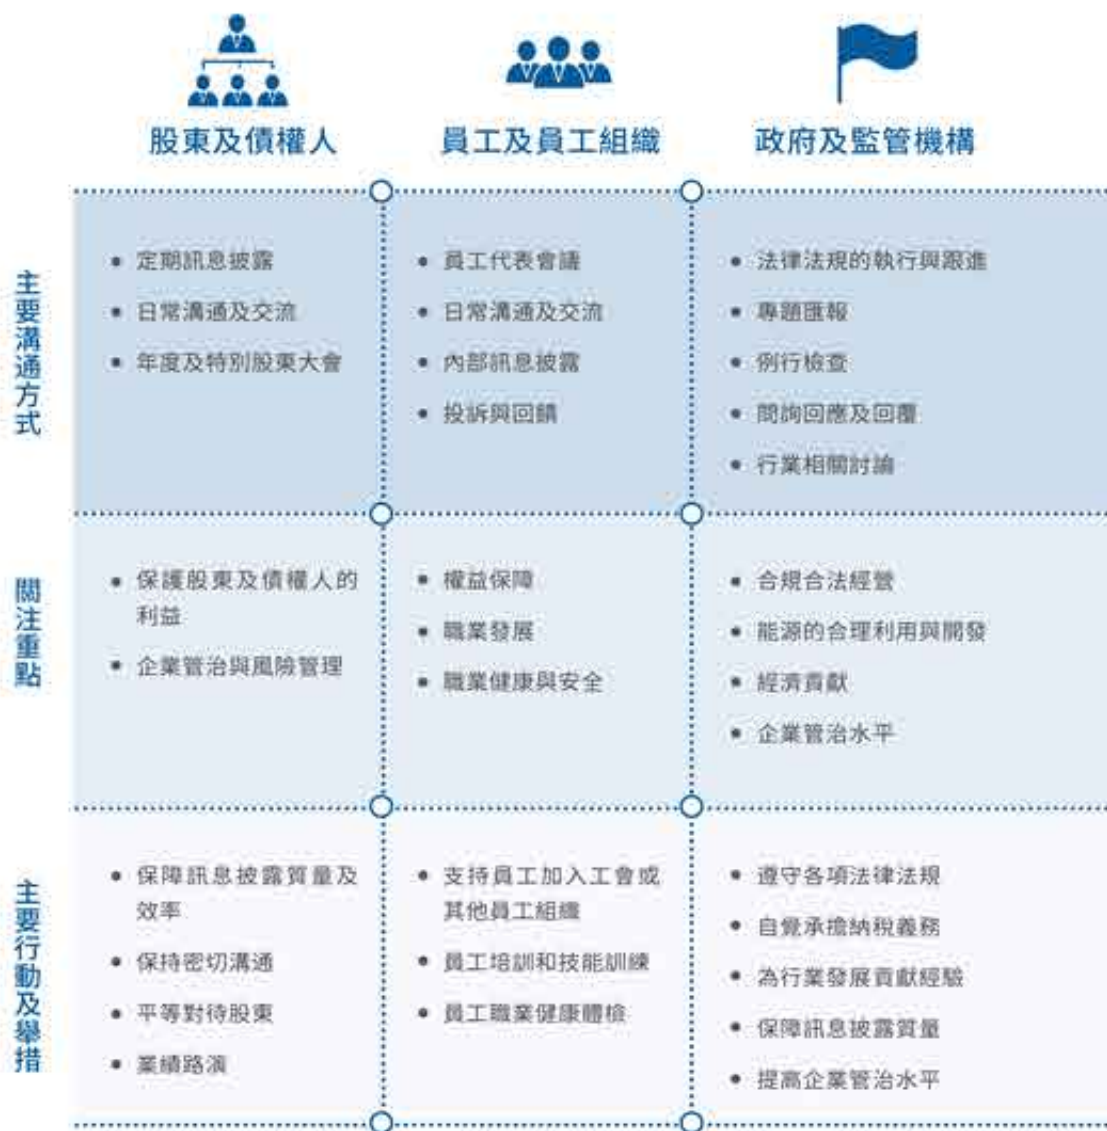 股東及債權人
員工及員工組織
政府及監管機構
主要溝通方式
定期訊息披露
日常溝通及交流
年度及特別股東大會
員工代表會議
日常溝通及交流
內部訊息披露
投訴與回饋
法律法規的執行與跟進
專題匯報
例行檢查
問詢回應及回覆
行業相關討論
關注重點
保護股東及債權人的
利益
企業管治與風險管理
權益保障
職業發展
職業健康與安全
合規合法經營
能源的合理利用與開發
經濟貢獻
企業管治水平
主要行動及舉措
保障訊息披露質量及
效率
保持密切溝通
平等對待股東
業績路演
支持員工加入工會或
其他員工組織
員工培訓和技能訓練
員工職業健康體檢
遵守各項法律法規
自覺承擔納稅義務
為行業發展貢獻經驗
保障訊息披露質量
提高企業管治水平